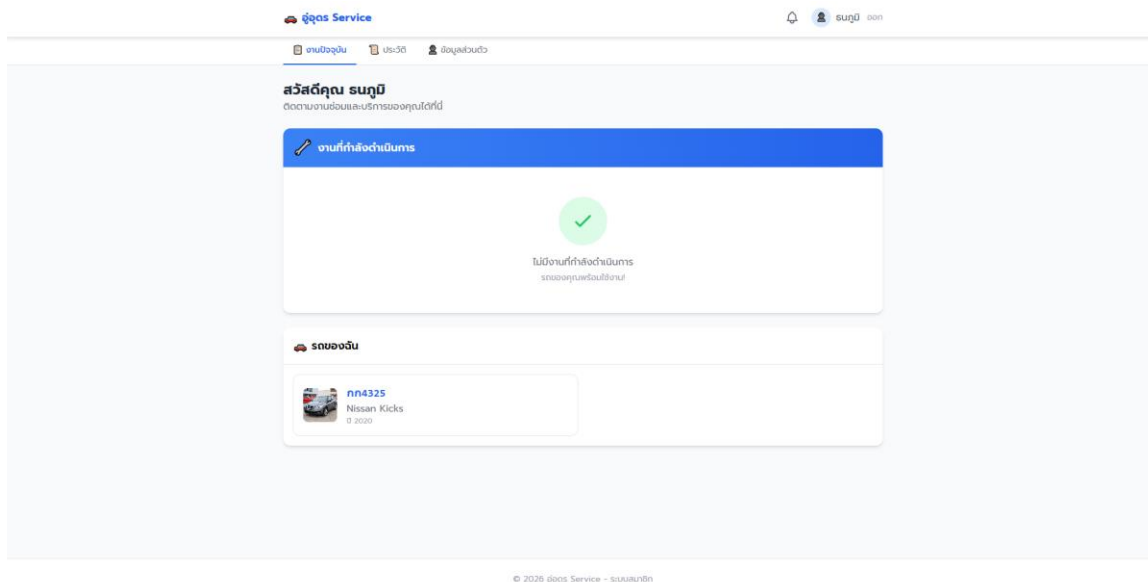 อู่อุดร Service
ธนภูมิ ออก
งานปัจจุบัน ประวัติ ข้อมูลส่วนตัว
สวัสดีคุณ ธนภูมิ
ติดตามงานซ่อมและบริการของคุณได้ที่นี่
งานที่กำลังดำเนินการ
ไม่มีงานที่กำลังดำเนินการ
รถของคุณพร้อมใช้งาน!
รถของฉัน
กก4325
Nissan Kicks
ปี 2020
© 2026 อู่อุดร Service - ระบบสมาชิก